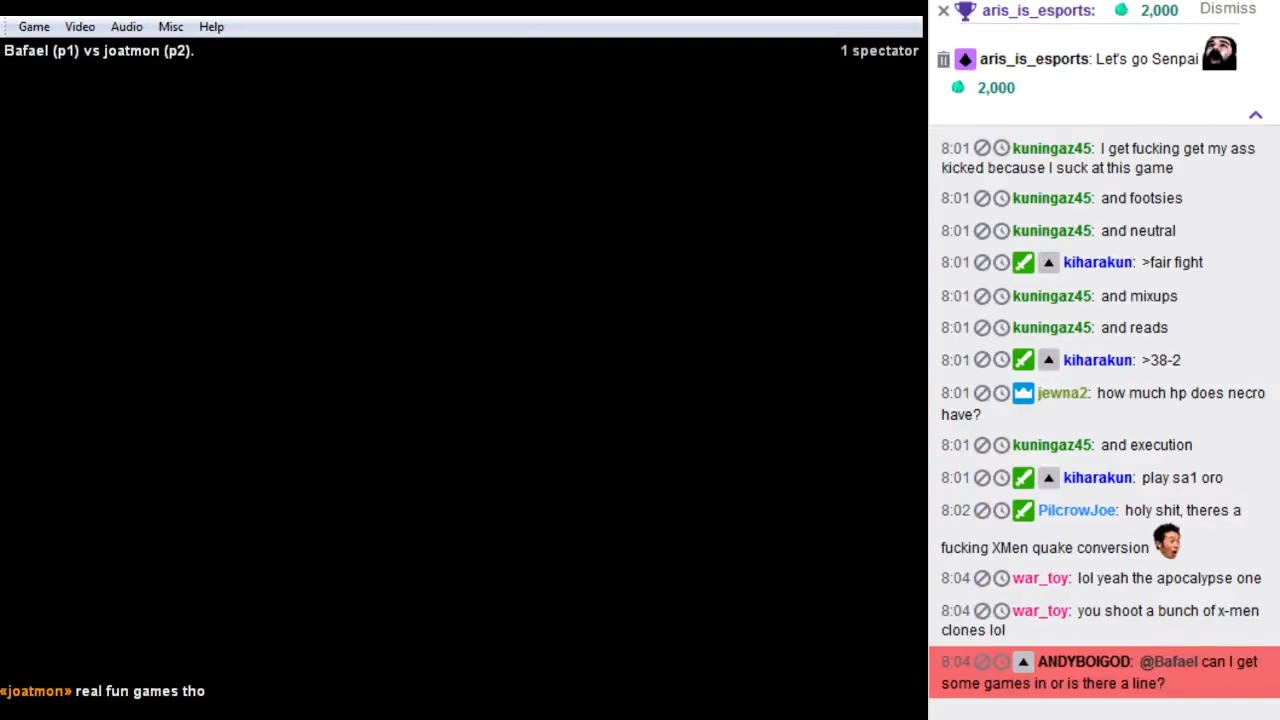 Game Video Audio Misc Help
Bafael (p1) vs joatmon (p2).
1 spectator
«joatmon» real fun games tho
aris_is_esports: 2,000 Dismiss
aris_is_esports: Let's go Senpai
2,000
8:01 kuningaz45: I get fucking get my ass
kicked because I suck at this game
8:01 kuningaz45: and footsies
8:01 kuningaz45: and neutral
8:01 kiharakun: >fair fight
8:01 kuningaz45: and mixups
8:01 kuningaz45: and reads
8:01 kiharakun: >38-2
8:01 jewna2: how much hp does necro
have?
8:01 kuningaz45: and execution
8:01 kiharakun: play sa1 oro
8:02 PilcrowJoe: holy shit, theres a
fucking XMen quake conversion
8:04 war_toy: lol yeah the apocalypse one
8:04 war_toy: you shoot a bunch of x-men
clones lol
8:04 ANDYBOIGOD: @Bafael can I get
some games in or is there a line?